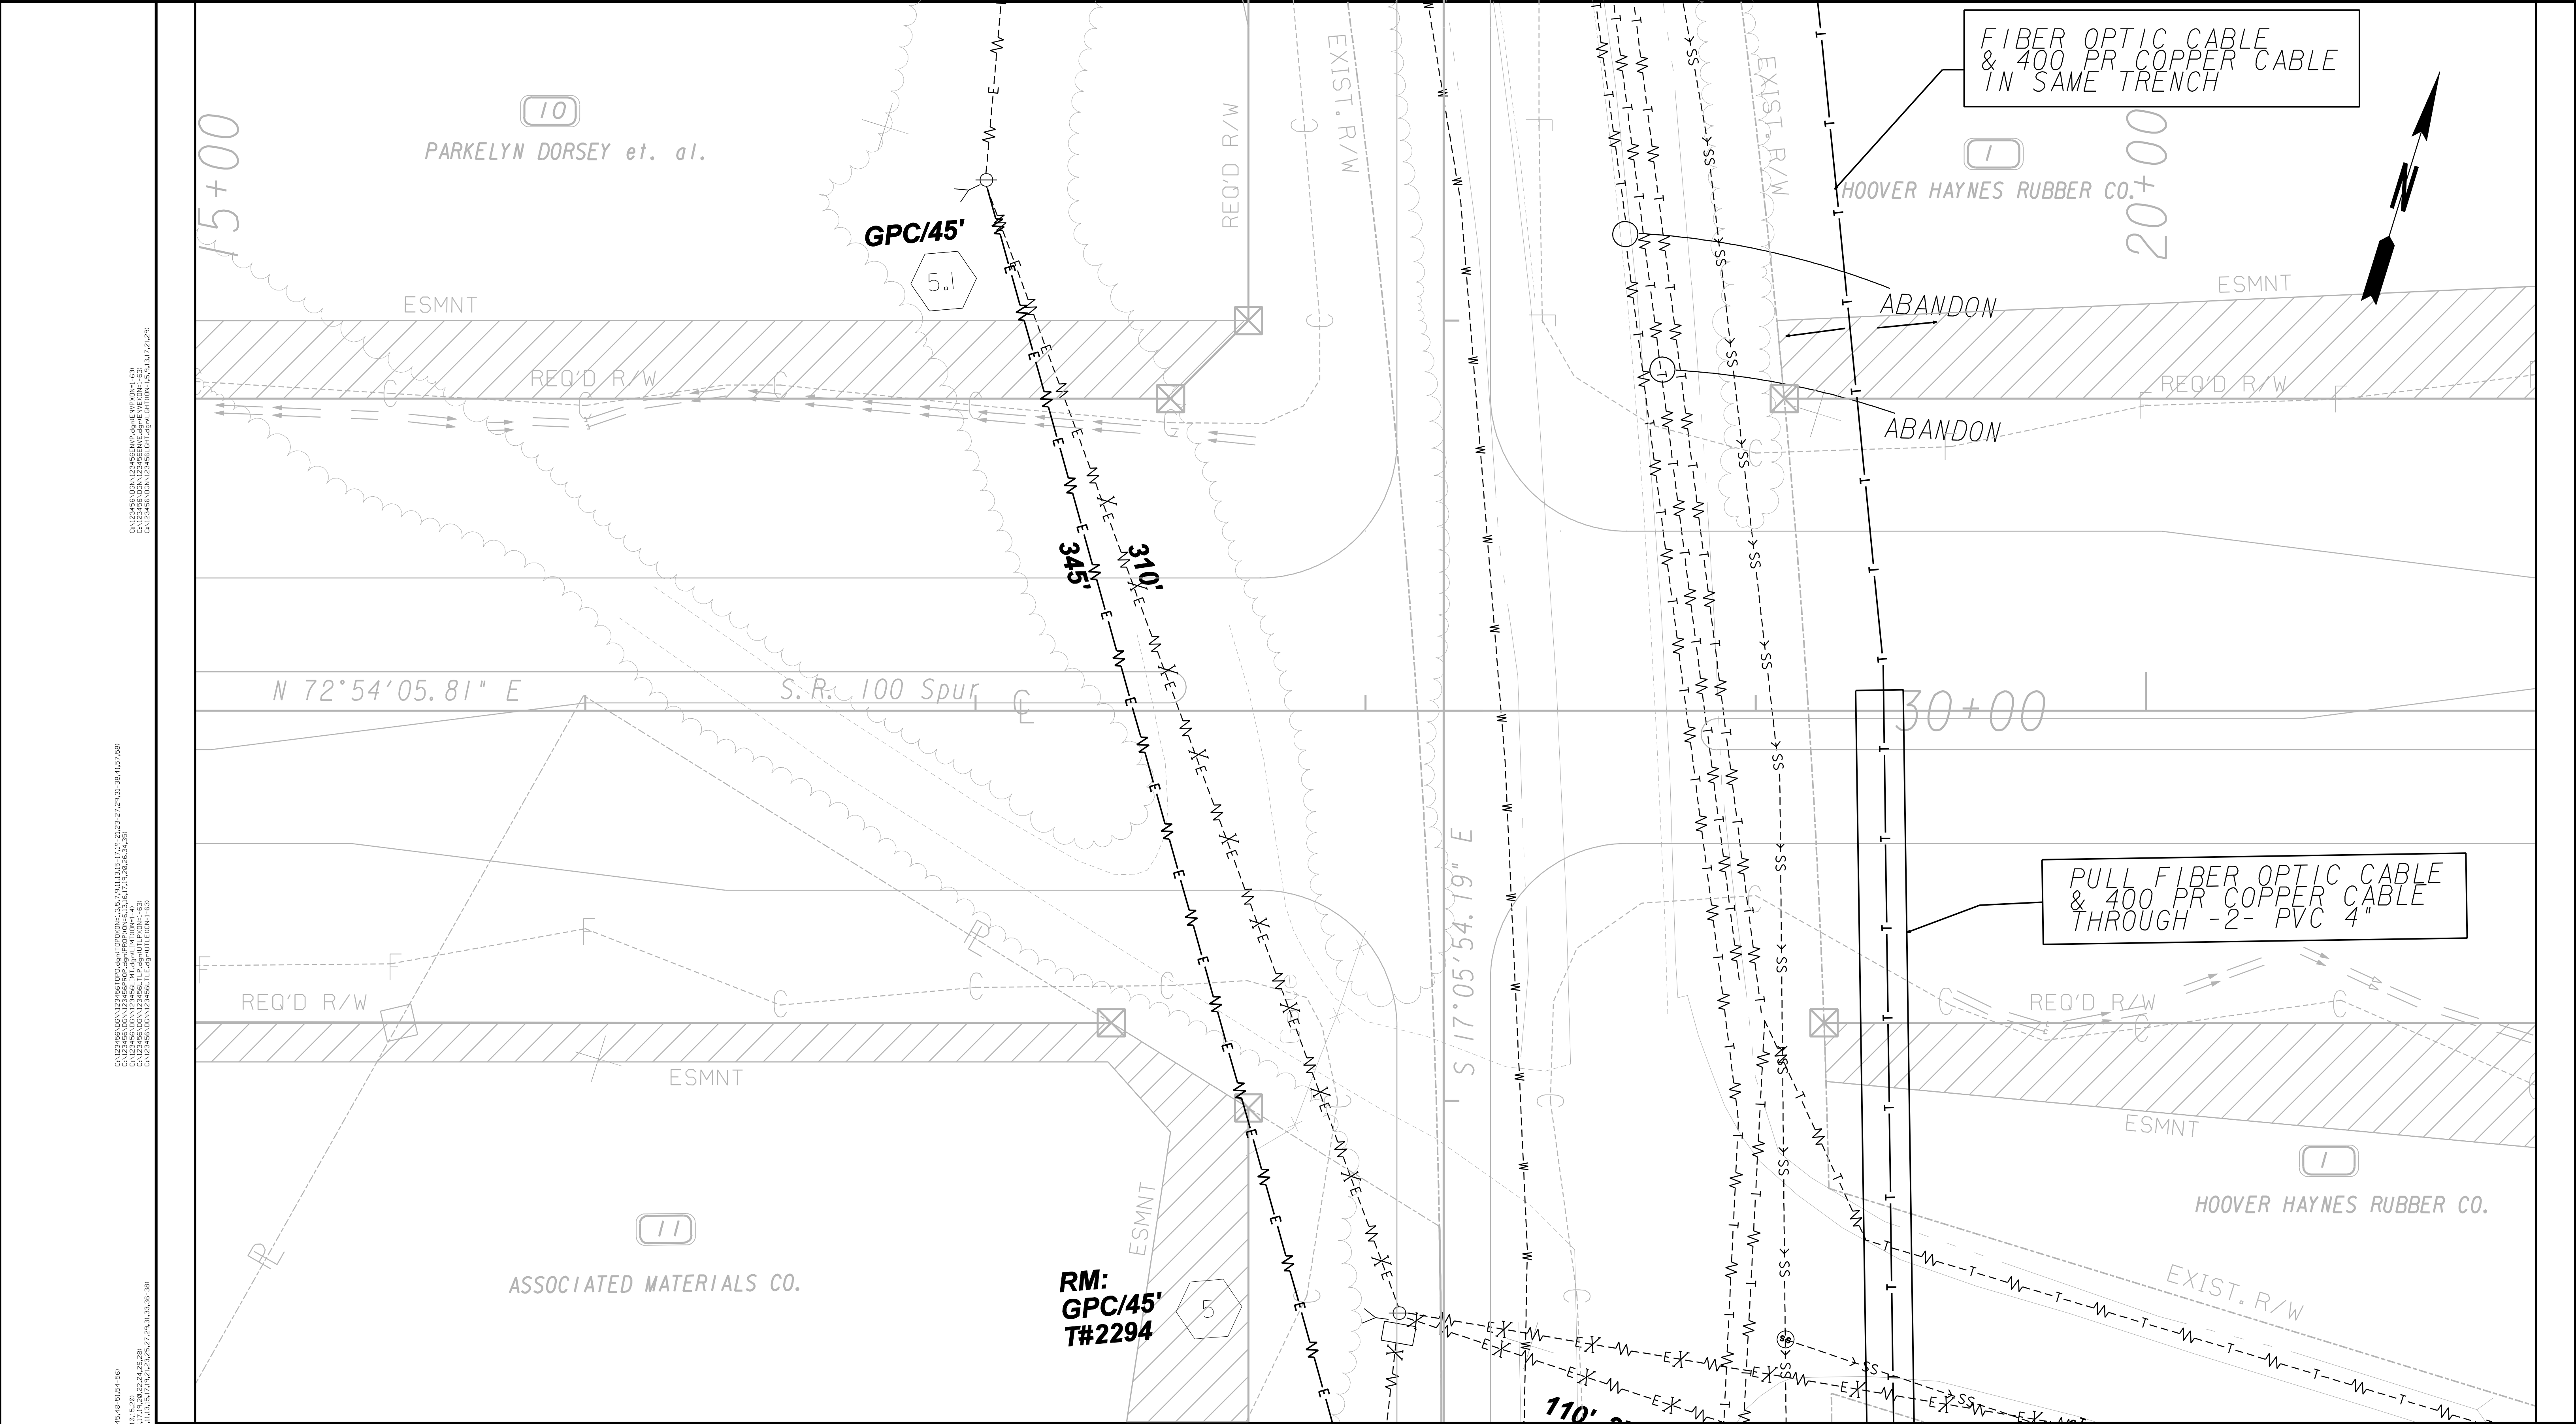 FIBER OPTIC CABLE
& 400 PR COPPER CABLE
IN SAME TRENCH
10
PARKELYN DORSEY et. al.
15+00
REQ'D R/W
EXIST. R/W
EXIST. R/W
1
HOOVER HAYNES RUBBER CO.
20+00
N
GPC/45'
5.1
ESMNT
REQ'D R/W
ABANDON
ABANDON
ESMNT
REQ'D R/W
345'
310'
N 72°54'05.81" E
S.R. 100 Spur
30+00
S 17°05'54.19" E
PULL FIBER OPTIC CABLE
& 400 PR COPPER CABLE
THROUGH -2- PVC 4"
REQ'D R/W
REQ'D R/W
ESMNT
ESMNT
ESMNT
1
HOOVER HAYNES RUBBER CO.
11
ASSOCIATED MATERIALS CO.
RM:
GPC/45'
T#2294
5
EXIST. R/W
110'